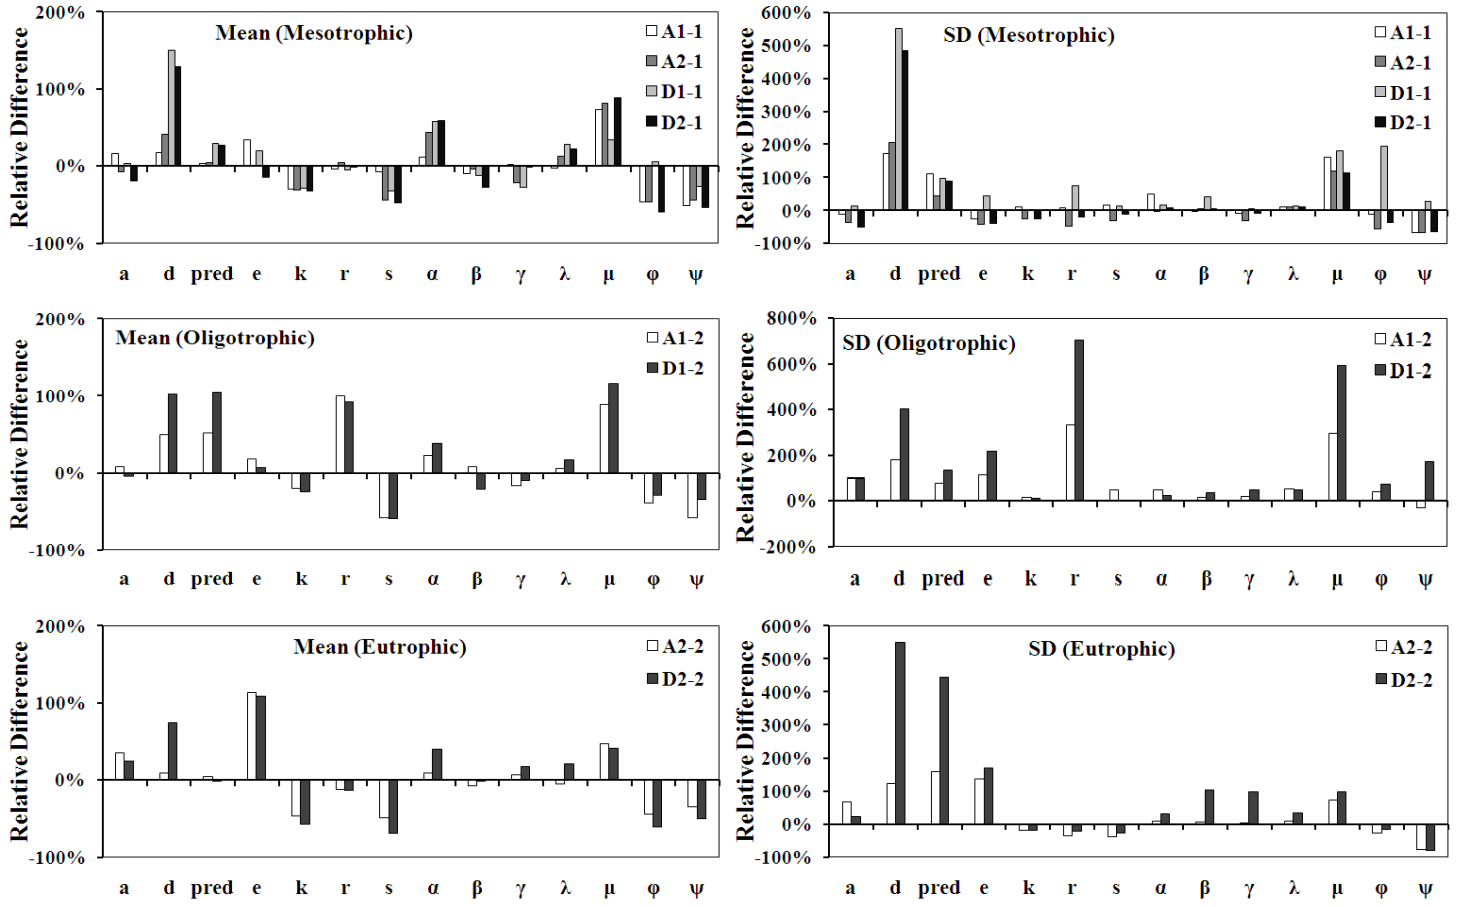 Mean (Mesotrophic)
Relative Difference
200%
100%
0%
-100%
A1-1
A2-1
D1-1
D2-1
a d pred e k r s α β γ λ μ φ ψ
SD (Mesotrophic)
Relative Difference
600%
500%
400%
300%
200%
100%
0%
-100%
A1-1
A2-1
D1-1
D2-1
a d pred e k r s α β γ λ μ φ ψ
Mean (Oligotrophic)
Relative Difference
200%
100%
0%
-100%
A1-2
D1-2
a d pred e k r s α β γ λ μ φ ψ
SD (Oligotrophic)
Relative Difference
800%
600%
400%
200%
0%
-200%
A1-2
D1-2
a d pred e k r s α β γ λ μ φ ψ
Mean (Eutrophic)
Relative Difference
200%
100%
0%
-100%
A2-2
D2-2
a d pred e k r s α β γ λ μ φ ψ
SD (Eutrophic)
Relative Difference
600%
500%
400%
300%
200%
100%
0%
-100%
A2-2
D2-2
a d pred e k r s α β γ λ μ φ ψ